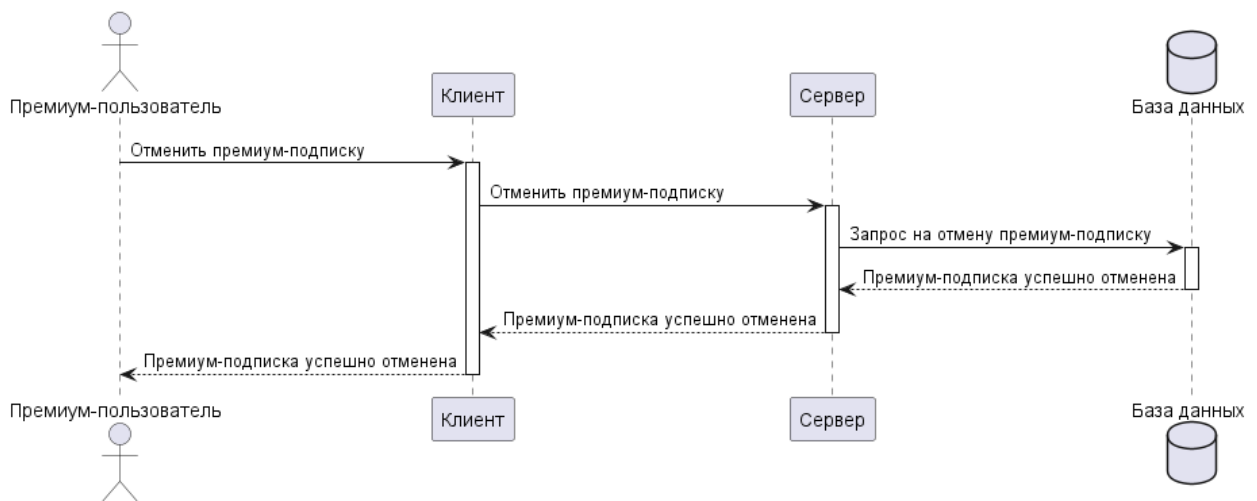 Премиум-пользователь
Клиент
Сервер
База данных
Отменить премиум-подписку
Отменить премиум-подписку
Запрос на отмену премиум-подписку
Премиум-подписка успешно отменена
Премиум-подписка успешно отменена
Премиум-подписка успешно отменена
Премиум-пользователь
Клиент
Сервер
База данных